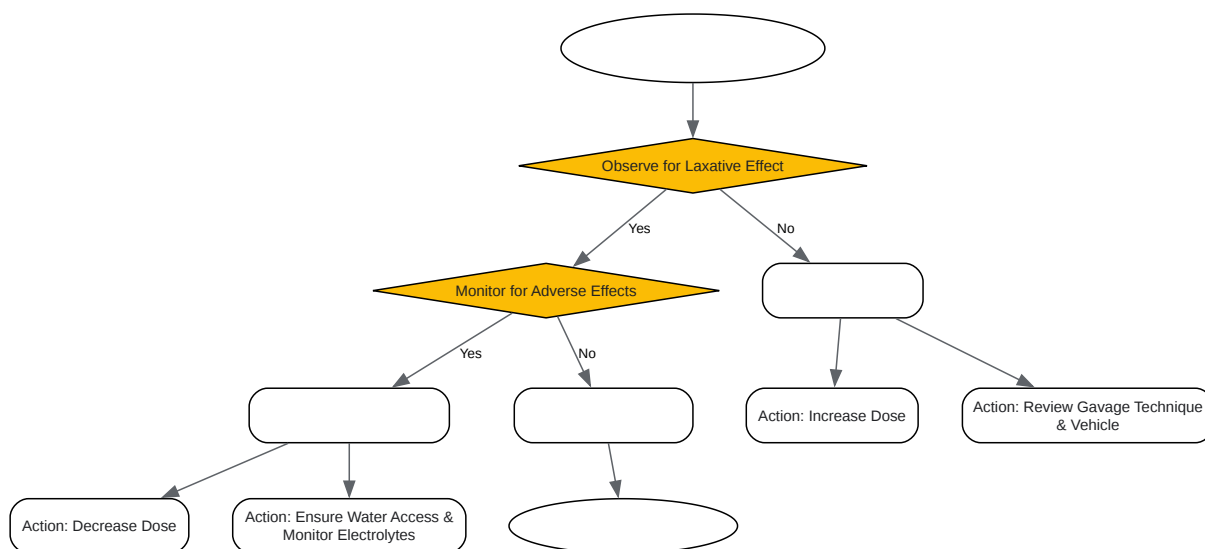 Observe for Laxative Effect
Yes
No
Monitor for Adverse Effects
Yes
No
Action: Increase Dose
Action: Review Gavage Technique
& Vehicle
Action: Decrease Dose
Action: Ensure Water Access &
Monitor Electrolytes